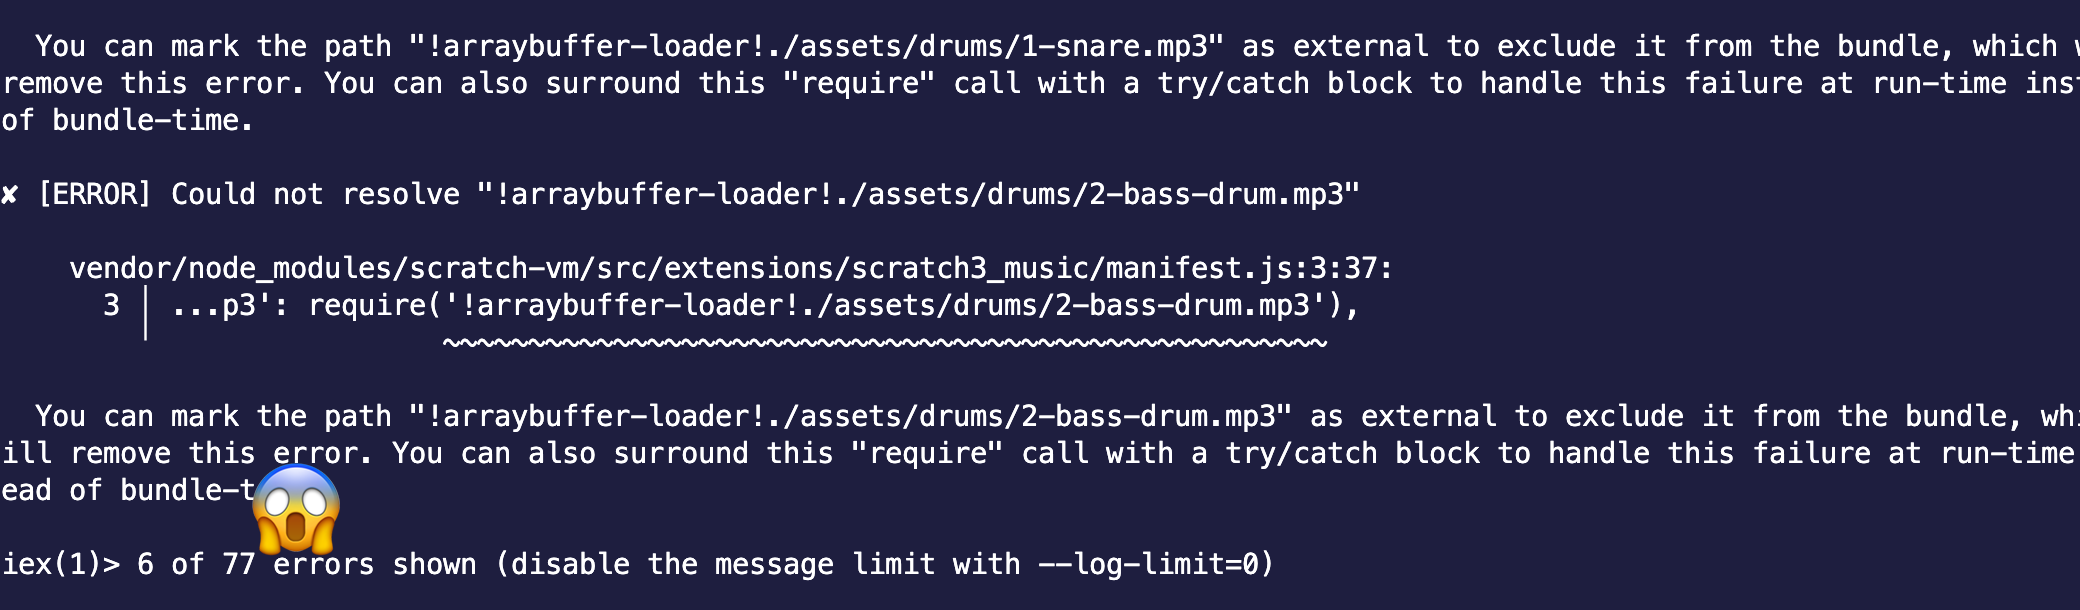 You can mark the path "!arraybuffer-loader!./assets/drums/1-snare.mp3" as external to exclude it from the bundle, which
remove this error. You can also surround this "require" call with a try/catch block to handle this failure at run-time inst
of bundle-time.
✘ [ERROR] Could not resolve "!arraybuffer-loader!./assets/drums/2-bass-drum.mp3"
vendor/node_modules/scratch-vm/src/extensions/scratch3_music/manifest.js:3:37:
3 │ ...p3': require('!arraybuffer-loader!./assets/drums/2-bass-drum.mp3'),
~~~~~~~~~~~~~~~~~~~~~~~~~~~~~~~~~~~~~~~~~~~~~~~~~~~~
You can mark the path "!arraybuffer-loader!./assets/drums/2-bass-drum.mp3" as external to exclude it from the bundle, whi
ill remove this error. You can also surround this "require" call with a try/catch block to handle this failure at run-time
ead of bundle-t
iex(1)> 6 of 77 errors shown (disable the message limit with --log-limit=0)